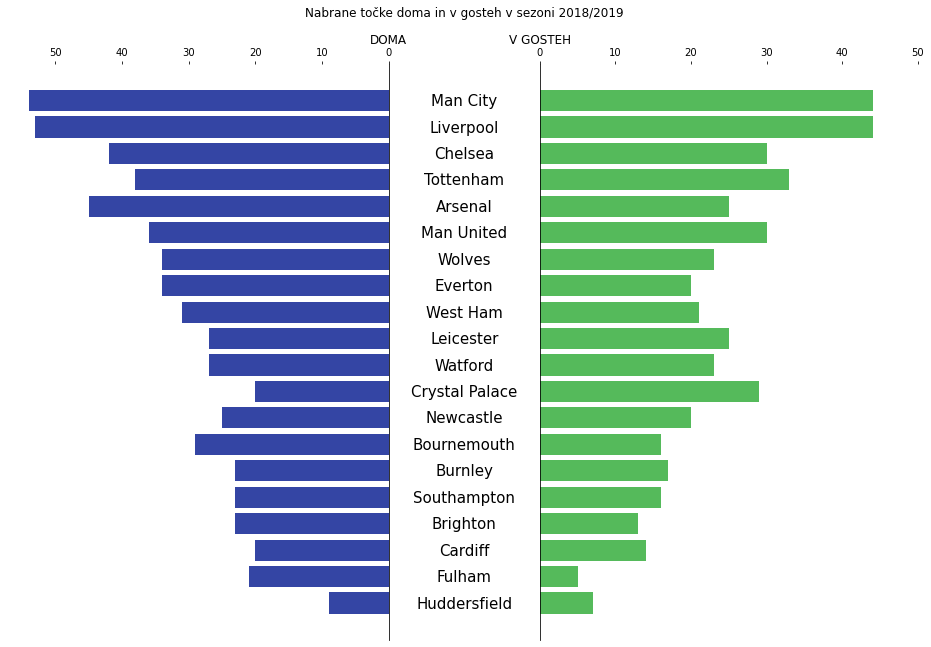 Nabrane točke doma in v gosteh v sezoni 2018/2019
DOMA
V GOSTEH
50 40 30 20 10 0
0 10 20 30 40 50
Man City
Liverpool
Chelsea
Tottenham
Arsenal
Man United
Wolves
Everton
West Ham
Leicester
Watford
Crystal Palace
Newcastle
Bournemouth
Burnley
Southampton
Brighton
Cardiff
Fulham
Huddersfield